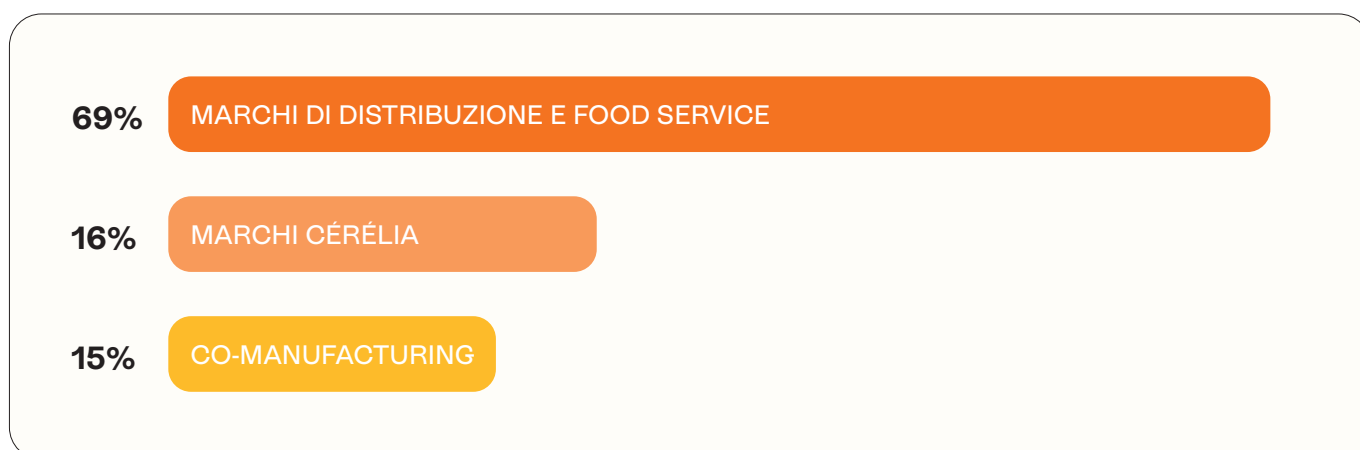 69% MARCHI DI DISTRIBUZIONE E FOOD SERVICE
16% MARCHI CÉRÉLIA
15% CO-MANUFACTURING